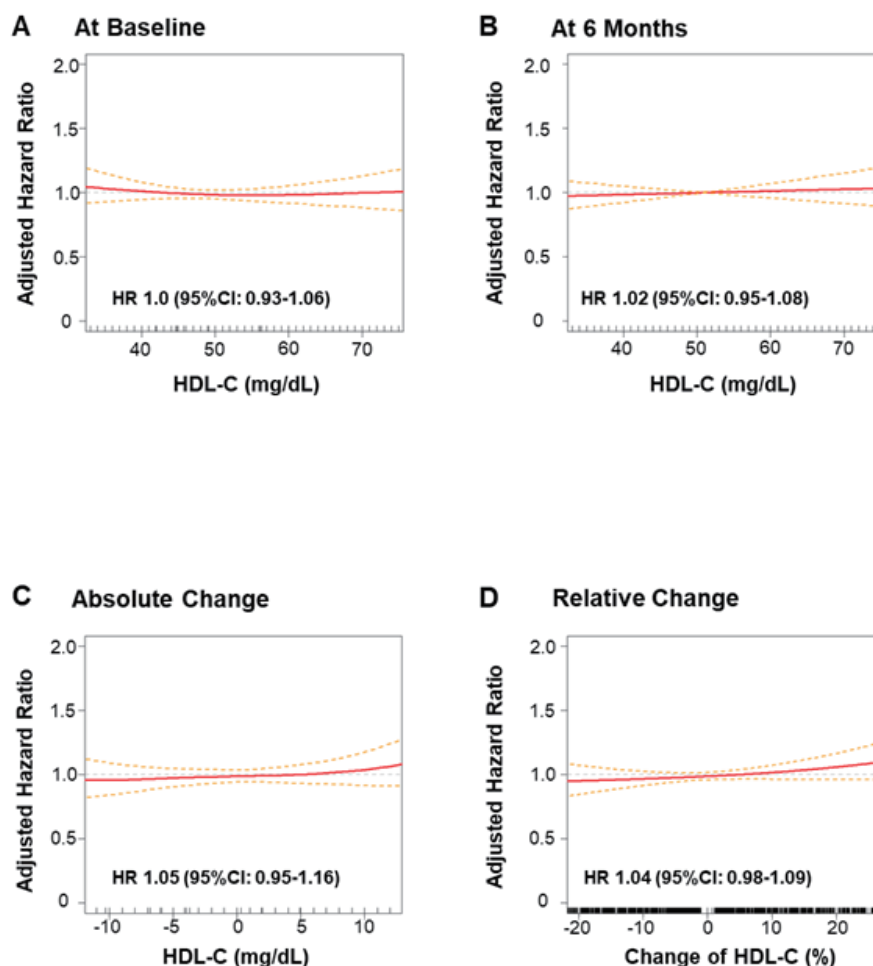 A At Baseline
2.0
1.5
1.0
0.5
0
Adjusted Hazard Ratio
HR 1.0 (95%CI: 0.93-1.06)
40 50 60 70
HDL-C (mg/dL)
B At 6 Months
2.0
1.5
1.0
0.5
0
Adjusted Hazard Ratio
HR 1.02 (95%CI: 0.95-1.08)
40 50 60 70
HDL-C (mg/dL)
C Absolute Change
2.0
1.5
1.0
0.5
0
Adjusted Hazard Ratio
HR 1.05 (95%CI: 0.95-1.16)
-10 -5 0 5 10
HDL-C (mg/dL)
D Relative Change
2.0
1.5
1.0
0.5
0
Adjusted Hazard Ratio
HR 1.04 (95%CI: 0.98-1.09)
-20 -10 0 10 20
Change of HDL-C (%)